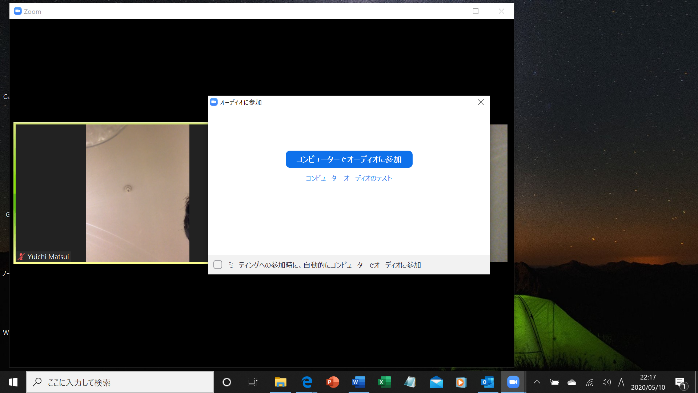 Zoom
オーディオに参加
コンピューターでオーディオに参加
コンピューター オーディオのテスト
Yuichi Matsui
ミーティングへの参加時に、自動的にコンピューターでオーディオに参加
ここに入力して検索
A
22:17
2020/05/10